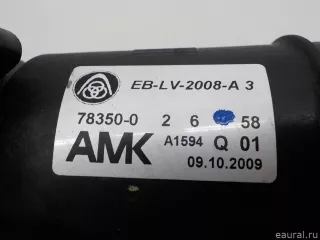 EB-LV-2008-A 3
78350-0 2 6 58
AMK A1594 Q 01
09.10.2009
eaural.ru